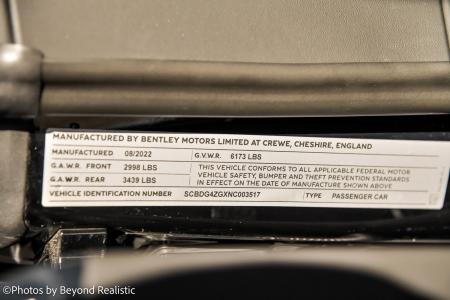 MANUFACTURED BY BENTLEY MOTORS LIMITED AT CREWE, CHESHIRE, ENGLAND
MANUFACTURED 08/2022 G.V.W.R. 6173 LBS
G.A.W.R. FRONT 2998 LBS
G.A.W.R. REAR 3439 LBS
THIS VEHICLE CONFORMS TO ALL APPLICABLE FEDERAL MOTOR
VEHICLE SAFETY, BUMPER AND THEFT PREVENTION STANDARDS
IN EFFECT ON THE DATE OF MANUFACTURE SHOWN ABOVE
VEHICLE IDENTIFICATION NUMBER SCBDG4ZGXNC003517 TYPE PASSENGER CAR
©Photos by Beyond Realistic